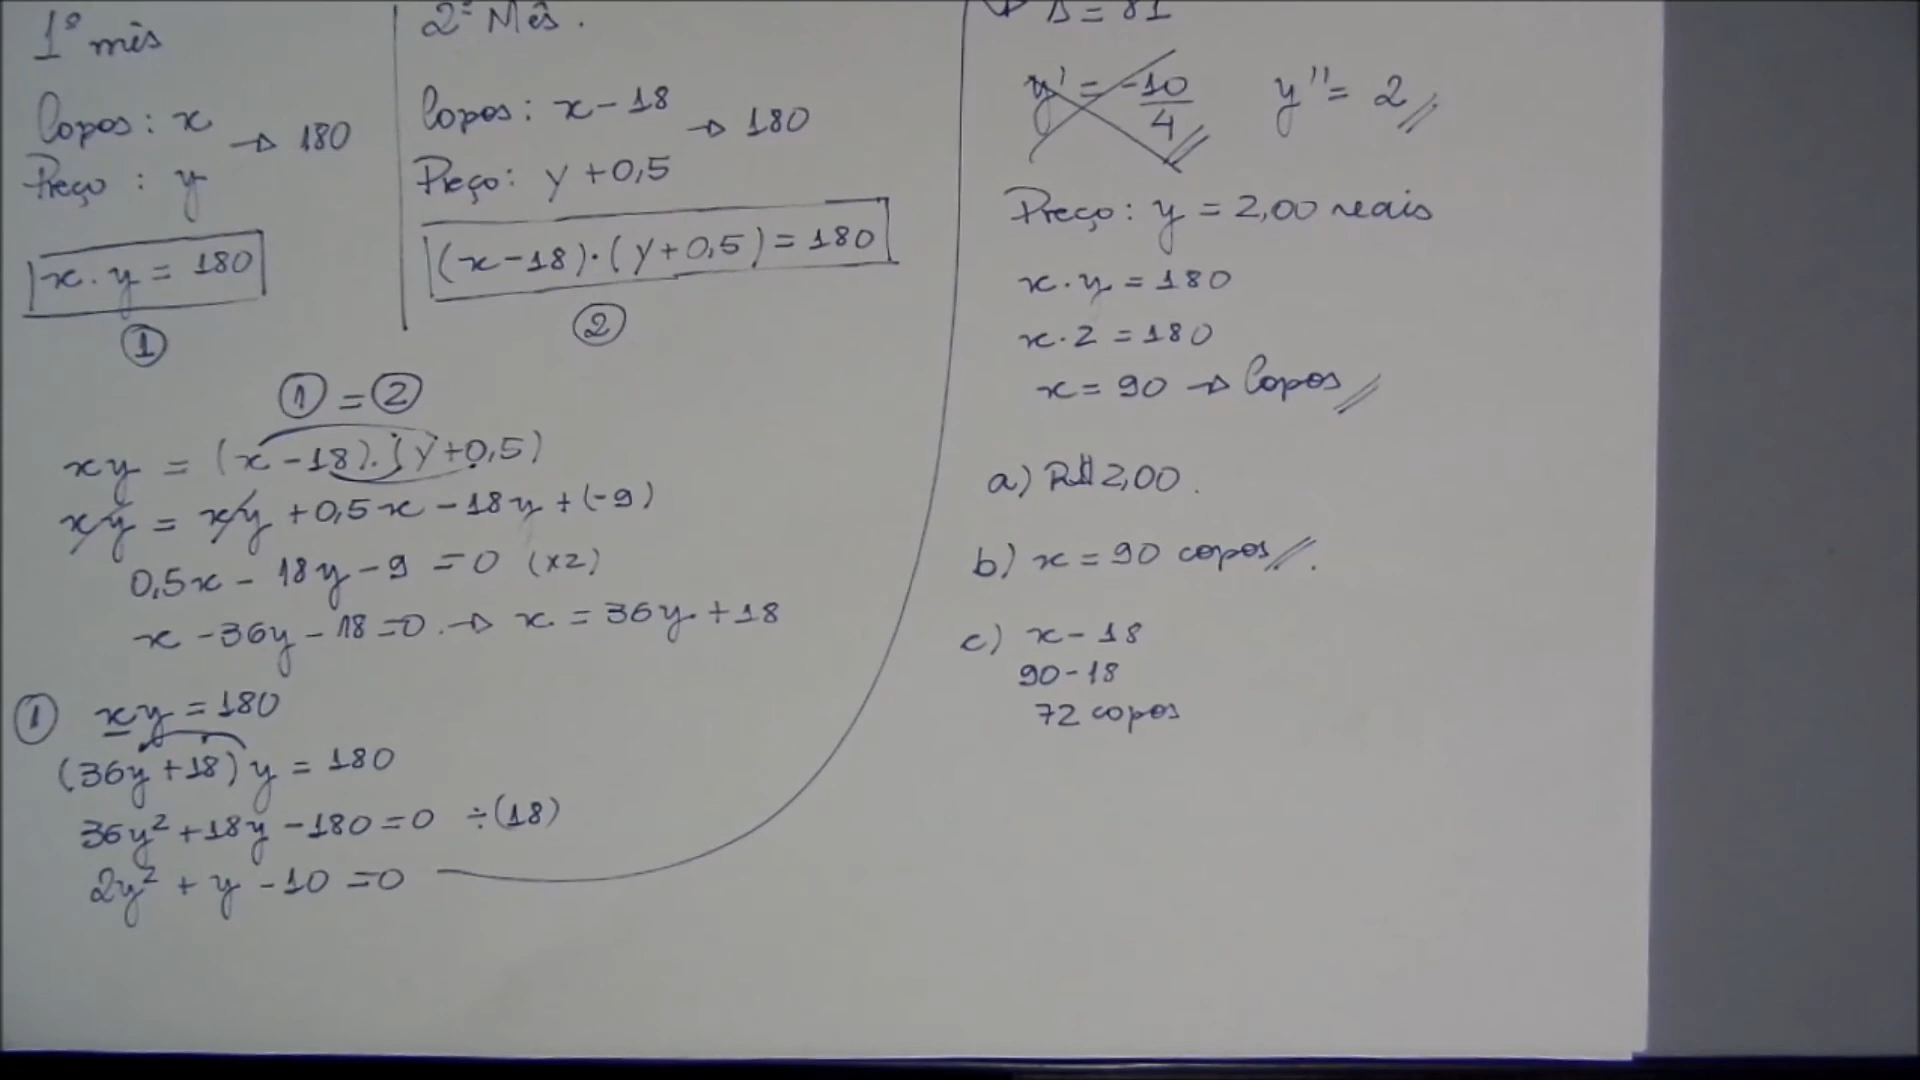 1º mês
Copos: x
→ 180
Preço: y
x . y = 180
①
2º Mês.
Copos: x - 18
→ 180
Preço: y + 0,5
(x-18).(y+0,5) = 180
②
① = ②
xy = (x - 18).(y+0,5)
xy = xy + 0,5x - 18y + (-9)
0,5x - 18y - 9 = 0 (x2)
x - 36y - 18 = 0 . → x = 36y + 18
① xy = 180
(36y + 18) y = 180
36y² + 18y - 180 = 0 ÷(18)
2y² + y - 10 = 0
Δ = 81
y' = -10/4 y'' = 2
Preço: y = 2,00 reais
x . y = 180
x . 2 = 180
x = 90 → Copos
a) R$ 2,00.
b) x = 90 copos.
c) x - 18
90 - 18
72 copos